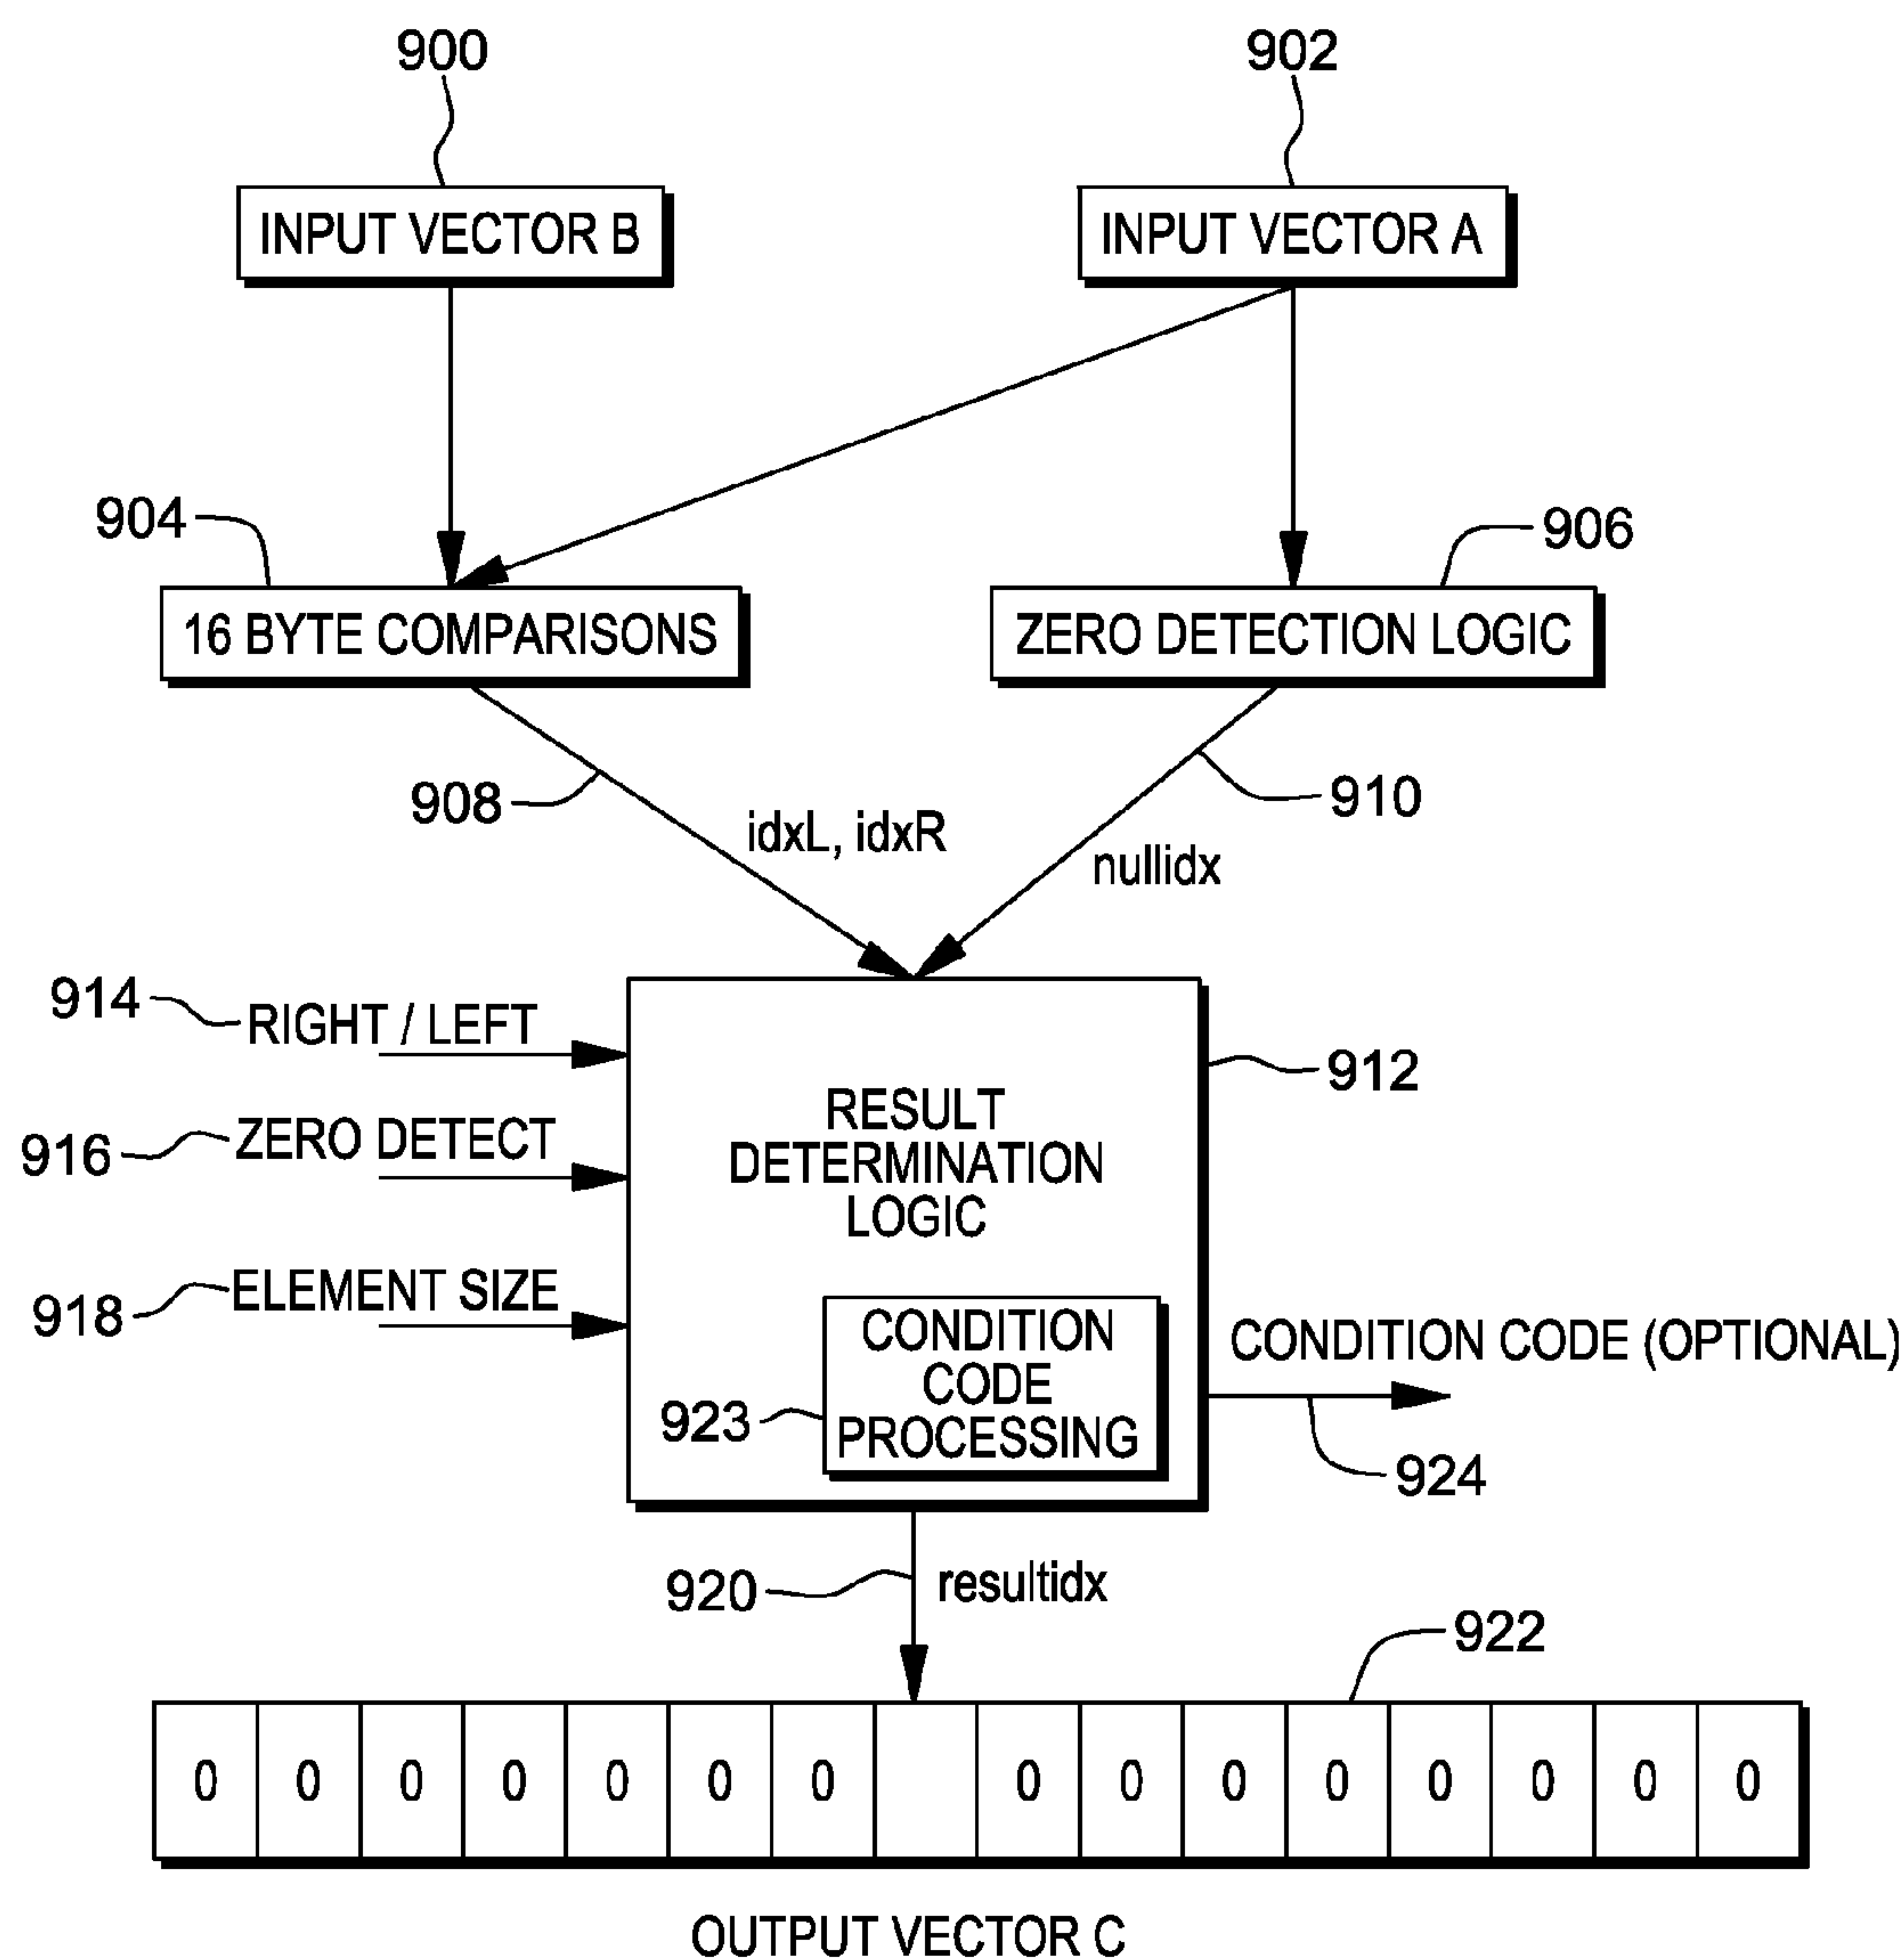 900
902
INPUT VECTOR B
INPUT VECTOR A
904
906
16 BYTE COMPARISONS
ZERO DETECTION LOGIC
908
910
idxL, idxR
nullidx
914
RIGHT / LEFT
912
916
ZERO DETECT
RESULT
DETERMINATION
LOGIC
918
ELEMENT SIZE
CONDITION
CODE
PROCESSING
923
CONDITION CODE (OPTIONAL)
924
920
resultidx
922
0 0 0 0 0 0 0 0 0 0 0 0 0 0 0
OUTPUT VECTOR C